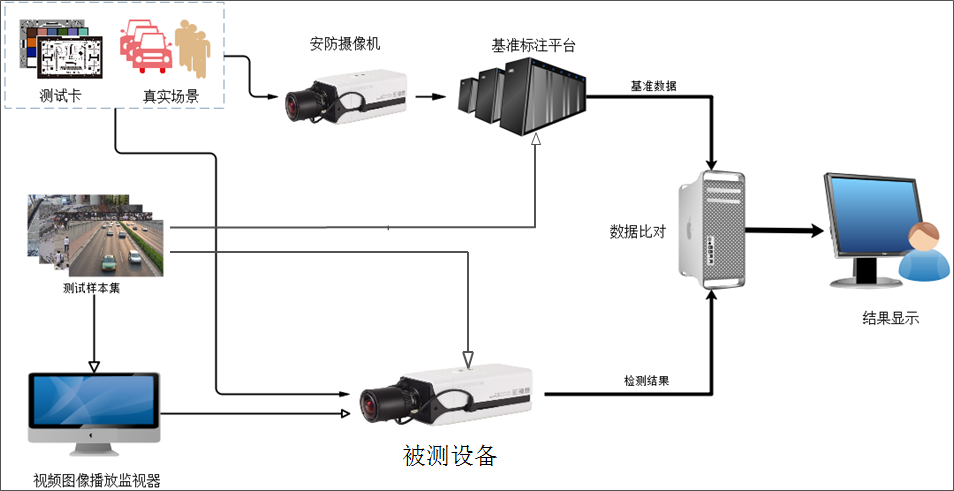 安防摄像机
基准标注平台
测试卡
真实场景
基准数据
数据比对
测试样本集
结果显示
检测结果
被测设备
视频图像播放监视器